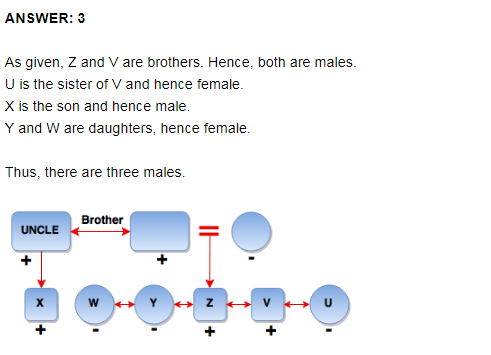 ANSWER: 3
As given, Z and V are brothers. Hence, both are males.
U is the sister of V and hence female.
X is the son and hence male.
Y and W are daughters, hence female.
Thus, there are three males.
Brother
UNCLE
+ + -
X W Y Z V U
+ - - + + -